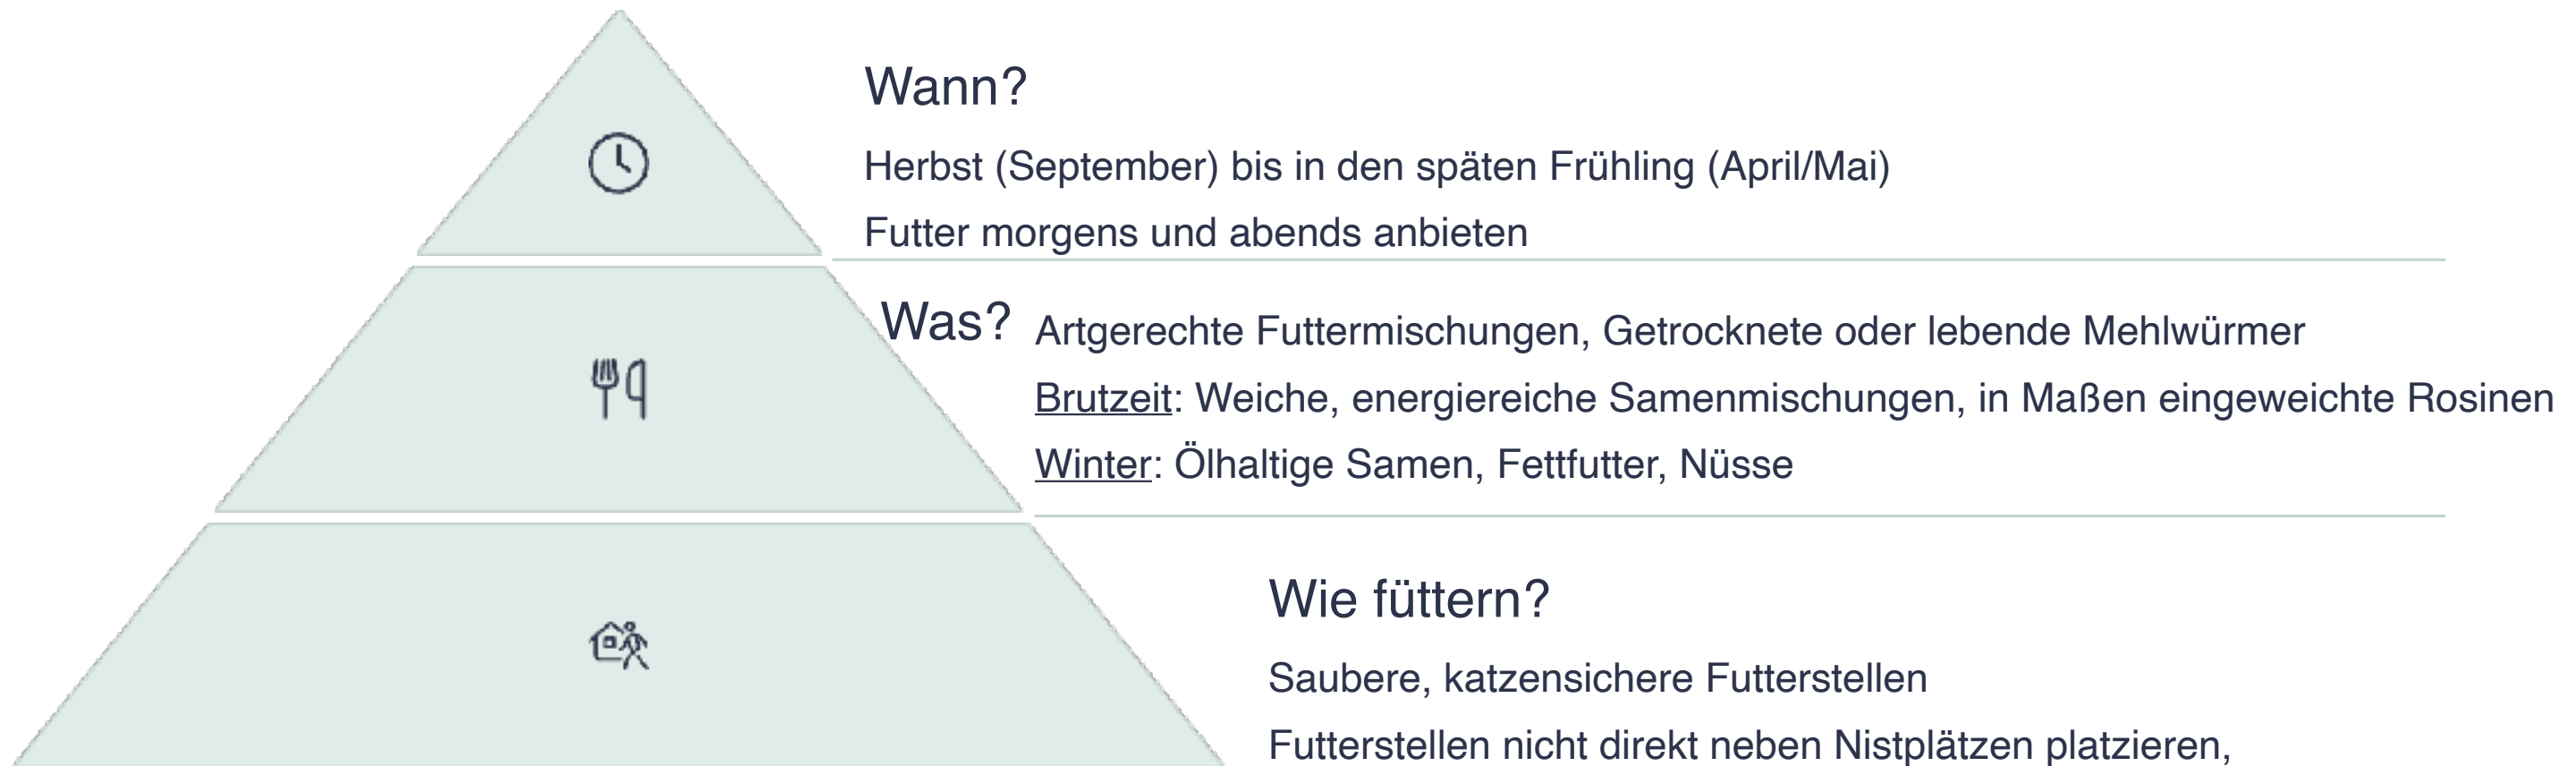 Wann?
Herbst (September) bis in den späten Frühling (April/Mai)
Futter morgens und abends anbieten
Was? Artgerechte Futtermischungen, Getrocknete oder lebende Mehlwürmer
Brutzeit: Weiche, energiereiche Samenmischungen, in Maßen eingeweichte Rosinen
Winter: Ölhaltige Samen, Fettfutter, Nüsse
Wie füttern?
Saubere, katzensichere Futterstellen
Futterstellen nicht direkt neben Nistplätzen platzieren,